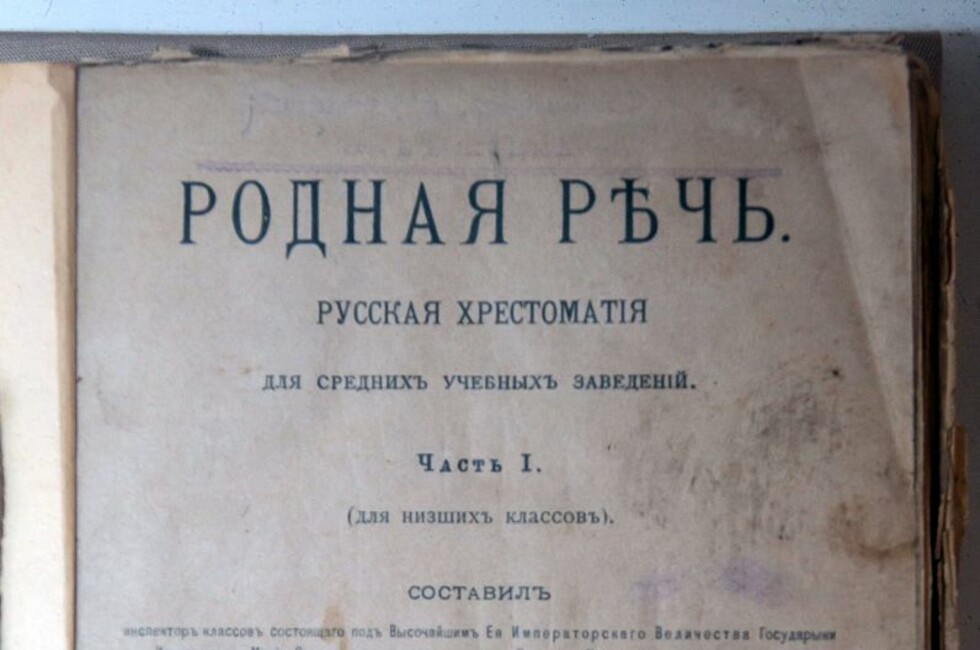 РОДНАЯ РѢЧЬ.
РУССКАЯ ХРЕСТОМАТІЯ
ДЛЯ СРЕДНИХЪ УЧЕБНЫХЪ ЗАВЕДЕНІЙ.
Часть I.
(для низшихъ классовъ).
СОСТАВИЛЪ
инспекторъ классовъ состоящаго подъ Высочайшимъ Ея Императорскаго Величества Государыни